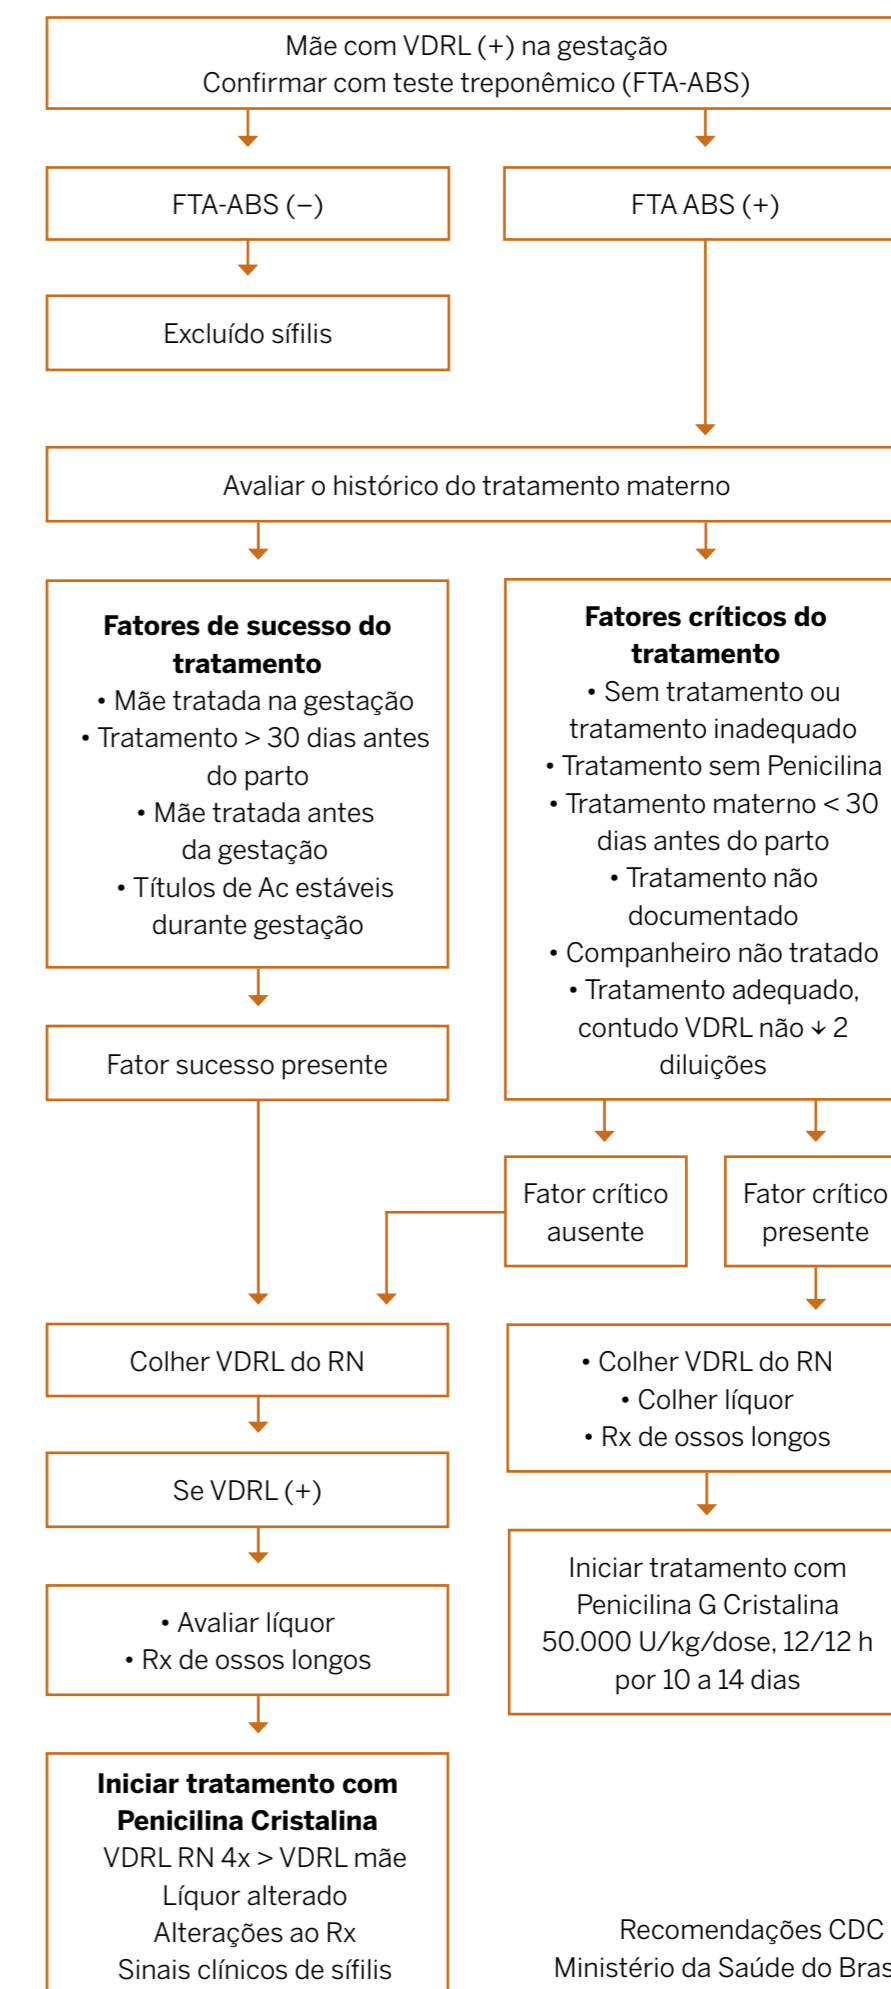 Mãe com VDRL (+) na gestação
Confirmar com teste treponêmico (FTA-ABS)
FTA-ABS (–)
FTA ABS (+)
Excluído sífilis
Avaliar o histórico do tratamento materno
Fatores de sucesso do
tratamento
• Mãe tratada na gestação
• Tratamento > 30 dias antes
do parto
• Mãe tratada antes
da gestação
• Títulos de Ac estáveis
durante gestação
Fatores críticos do
tratamento
• Sem tratamento ou
tratamento inadequado
• Tratamento sem Penicilina
• Tratamento materno < 30
dias antes do parto
• Tratamento não
documentado
• Companheiro não tratado
• Tratamento adequado,
contudo VDRL não ↓ 2
diluições
Fator sucesso presente
Fator crítico
ausente
Fator crítico
presente
Colher VDRL do RN
• Colher VDRL do RN
• Colher líquor
• Rx de ossos longos
Se VDRL (+)
• Avaliar líquor
• Rx de ossos longos
Iniciar tratamento com
Penicilina G Cristalina
50.000 U/kg/dose, 12/12 h
por 10 a 14 dias
Iniciar tratamento com
Penicilina Cristalina
VDRL RN 4x > VDRL mãe
Líquor alterado
Alterações ao Rx
Sinais clínicos de sífilis
Recomendações CDC
Ministério da Saúde do